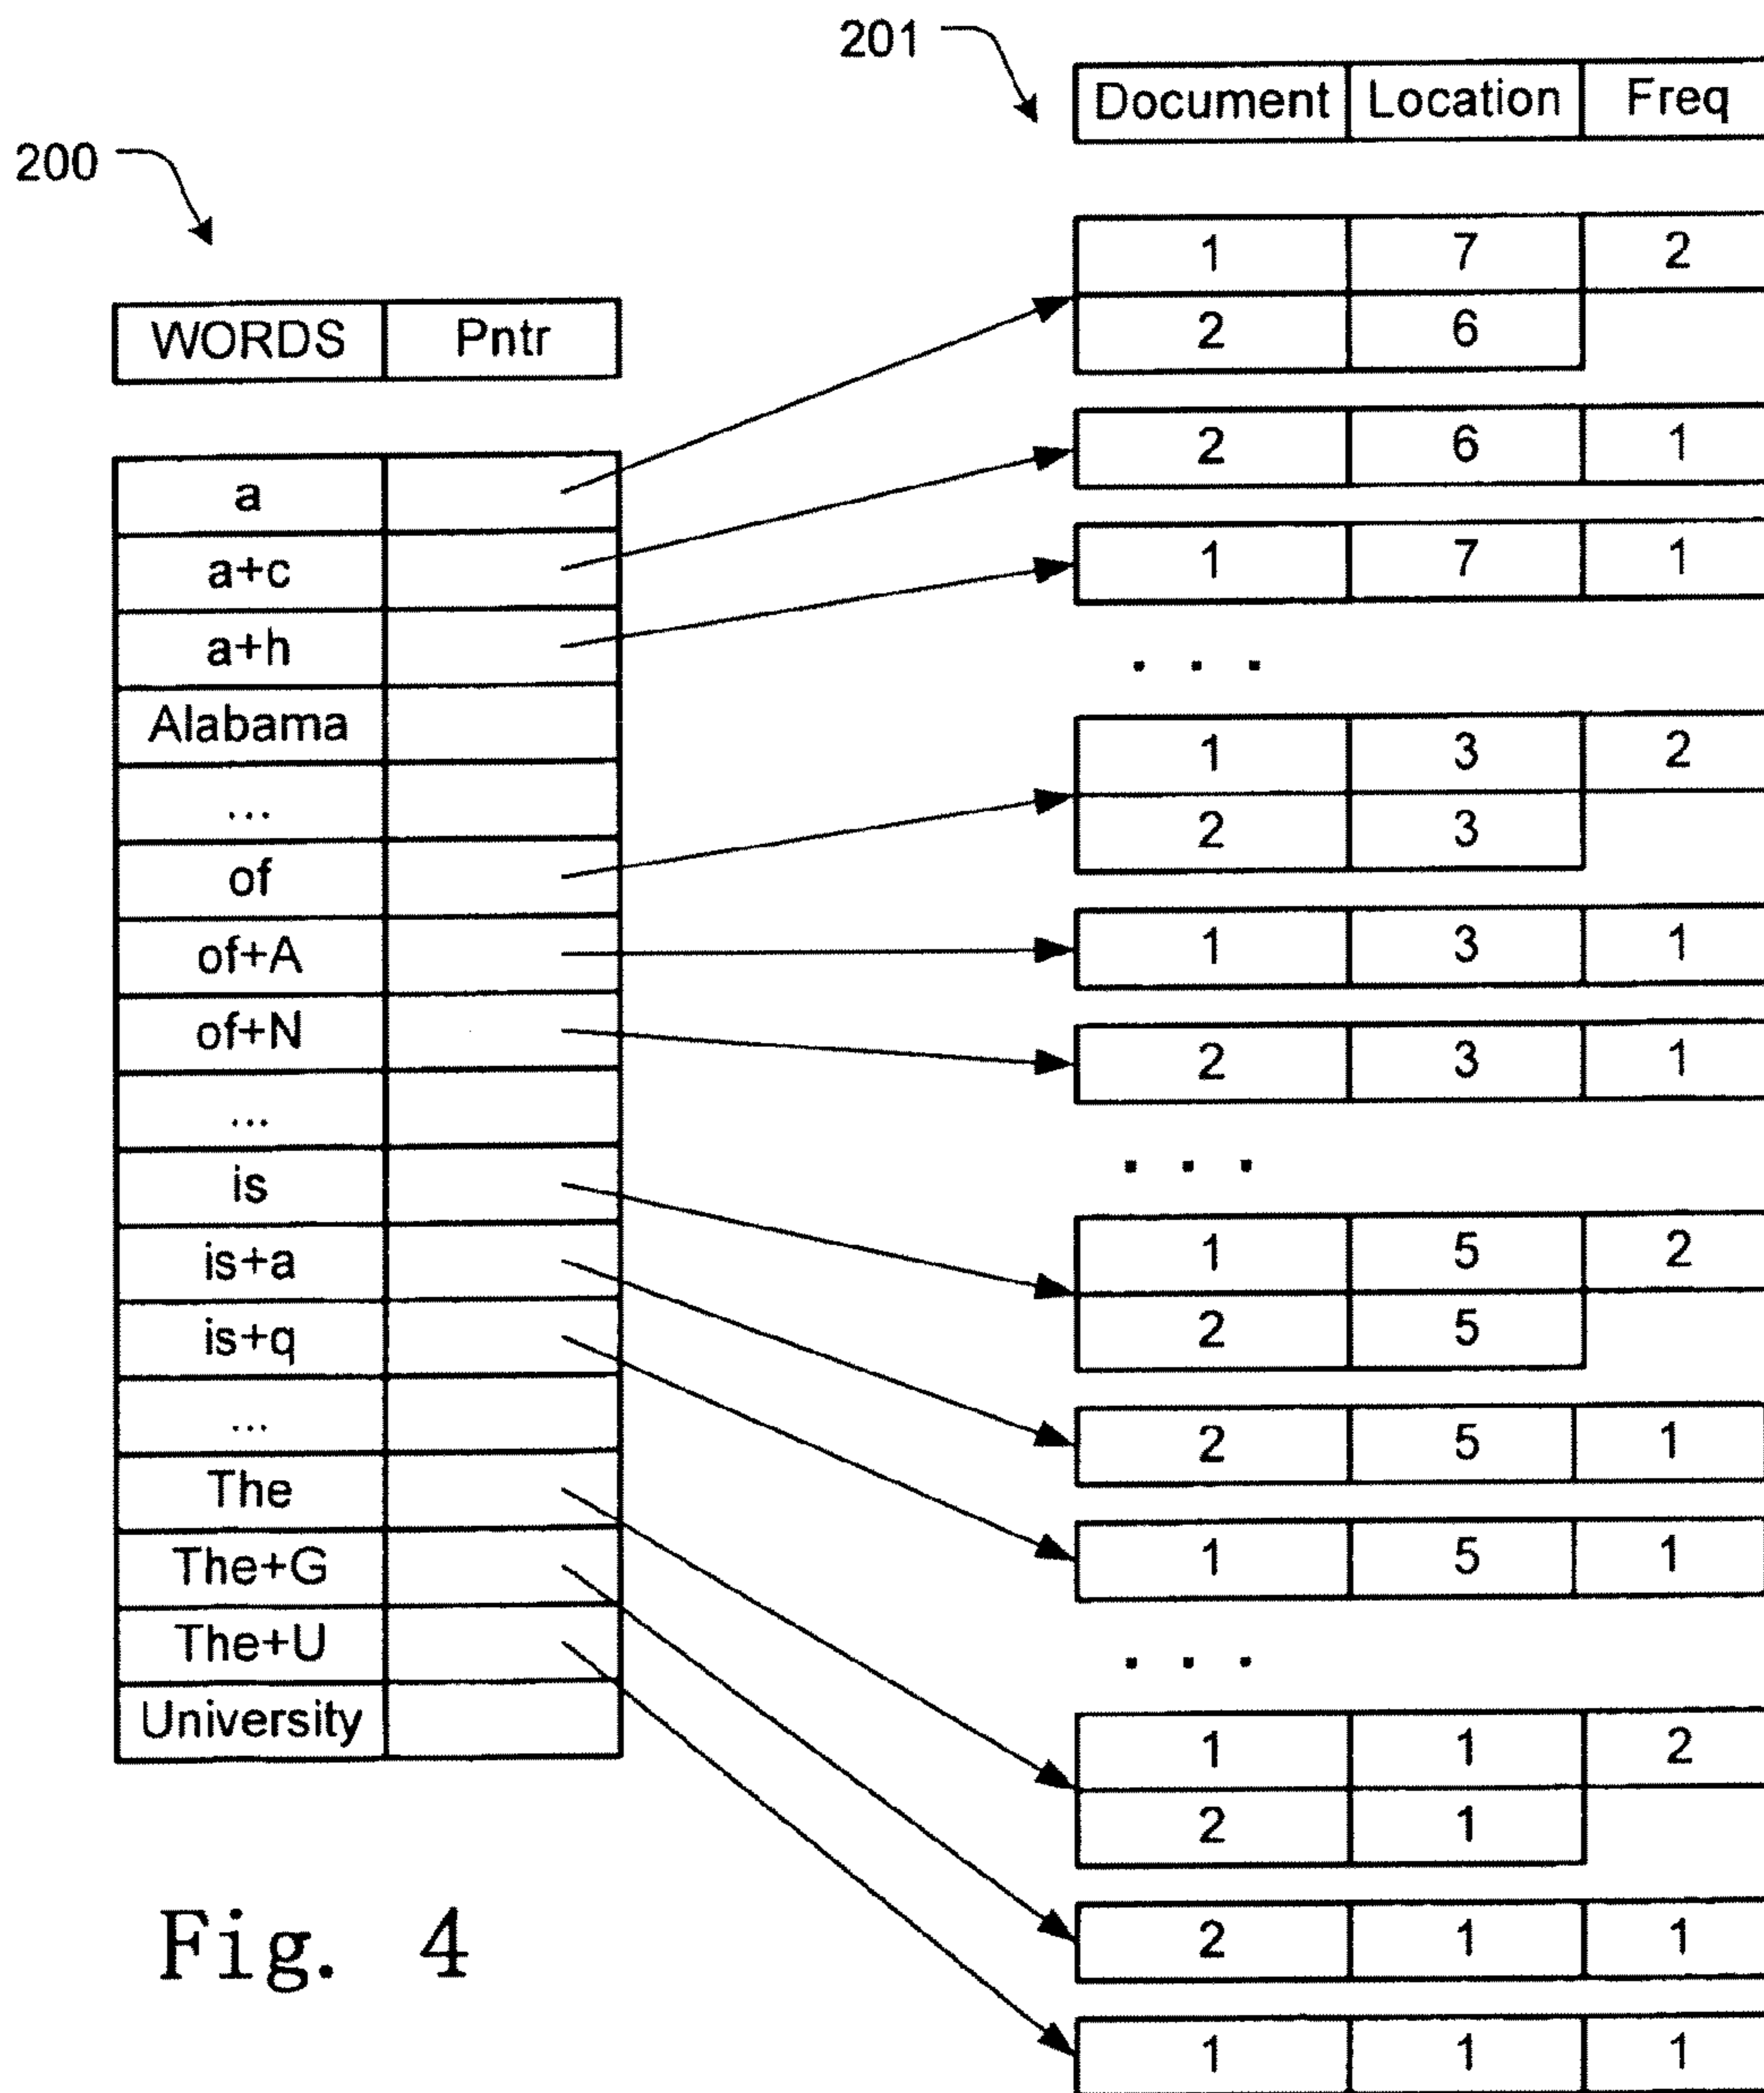 201
Document Location Freq
200
1 7 2
2 6
WORDS Pntr
2 6 1
a
1 7 1
a+c
a+h
. . .
Alabama
1 3 2
...
2 3
of
1 3 1
of+A
of+N
2 3 1
...
. . .
is
1 5 2
is+a
2 5
is+q
...
2 5 1
The
1 5 1
The+G
The+U
. . .
University
1 1 2
2 1
Fig. 4
2 1 1
1 1 1